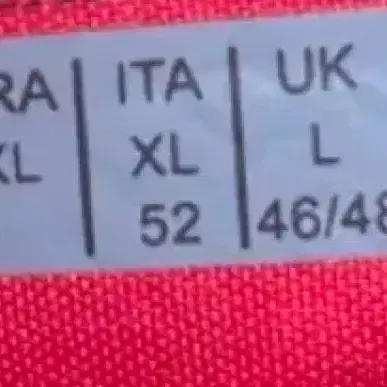 RA | ITA | UK
XL | XL | L
52 | 46/48